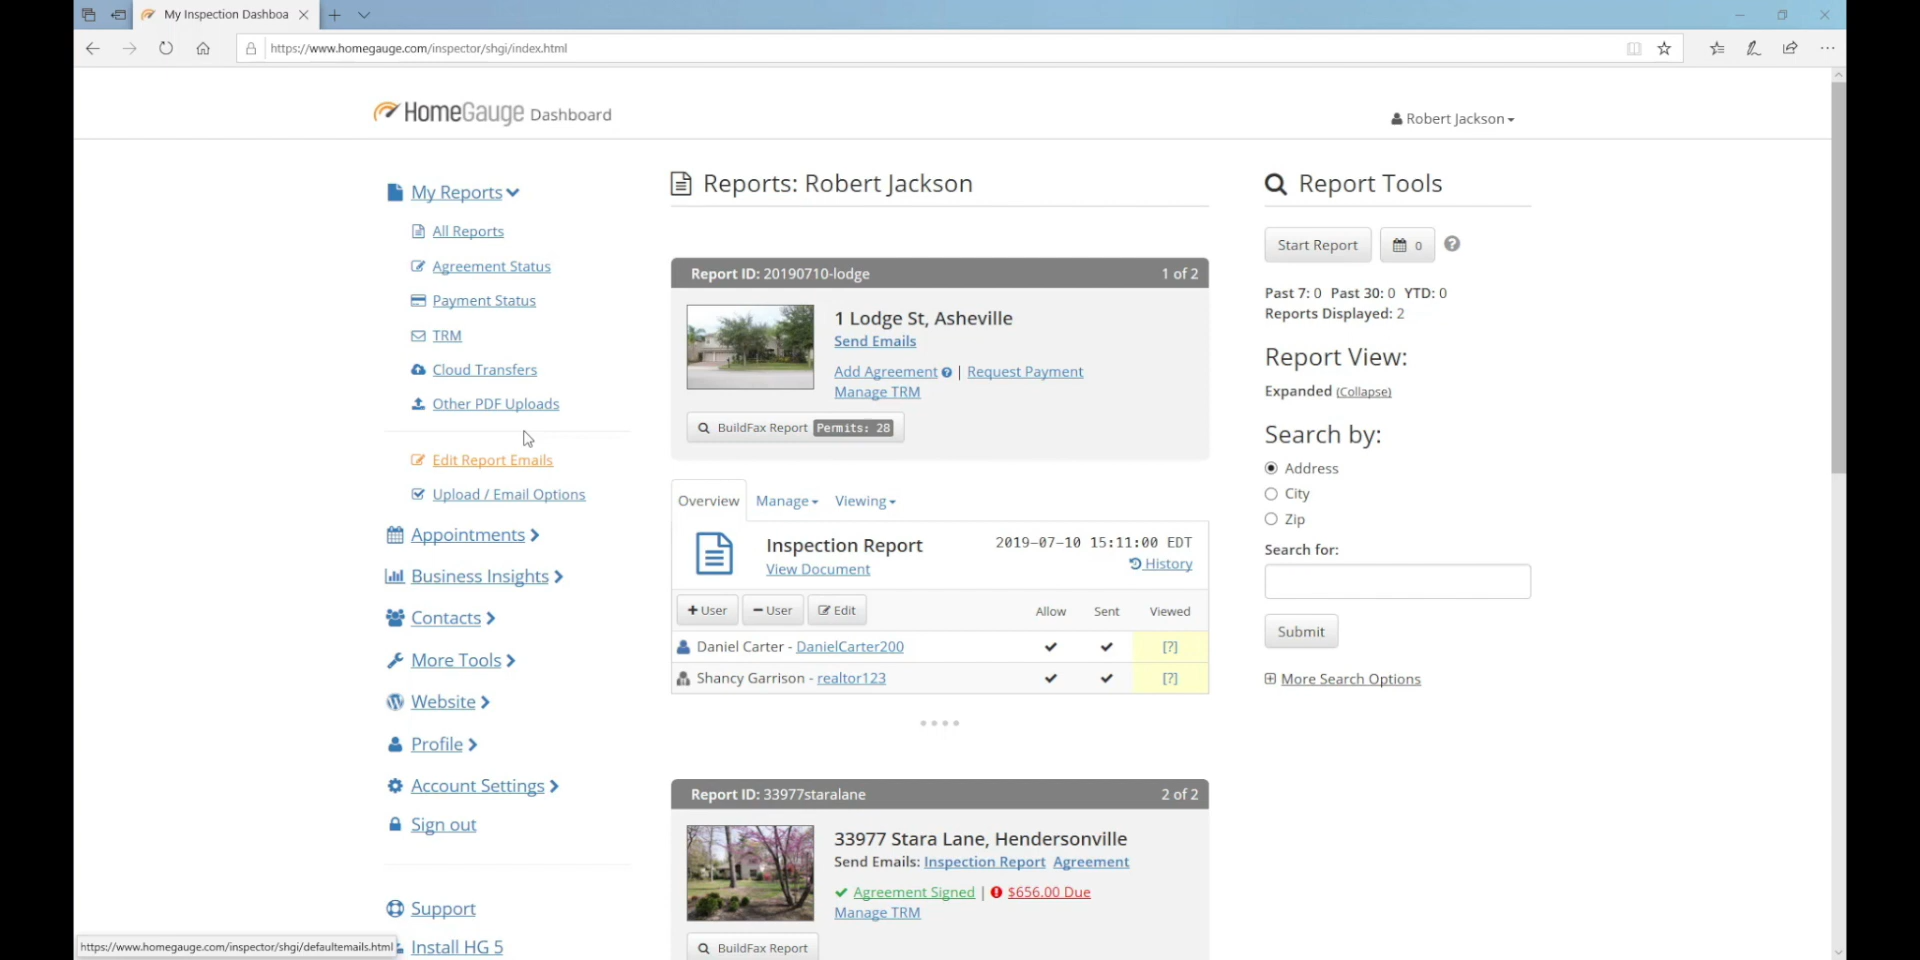 My Inspection Dashboa
https://www.homegauge.com/inspector/shgi/index.html
HomeGauge Dashboard
Robert Jackson
My Reports
All Reports
Agreement Status
Payment Status
TRM
Cloud Transfers
Other PDF Uploads
Edit Report Emails
Upload / Email Options
Appointments
Business Insights
Contacts
More Tools
Website
Profile
Account Settings
Sign out
Support
Install HG 5
https://www.homegauge.com/inspector/shgi/defaultemails.html
Reports: Robert Jackson
Report ID: 20190710-lodge 1 of 2
1 Lodge St, Asheville
Send Emails
Add Agreement | Request Payment
Manage TRM
BuildFax Report Permits: 28
Overview Manage Viewing
Inspection Report 2019-07-10 15:11:00 EDT
View Document History
User User Edit Allow Sent Viewed
Daniel Carter - DanielCarter200 [?]
Shancy Garrison - realtor123 [?]
Report ID: 33977staralane 2 of 2
33977 Stara Lane, Hendersonville
Send Emails: Inspection Report Agreement
Agreement Signed | $656.00 Due
Manage TRM
BuildFax Report
Report Tools
Start Report 0
Past 7: 0 Past 30: 0 YTD: 0
Reports Displayed: 2
Report View:
Expanded (Collapse)
Search by:
Address
City
Zip
Search for:
Submit
More Search Options